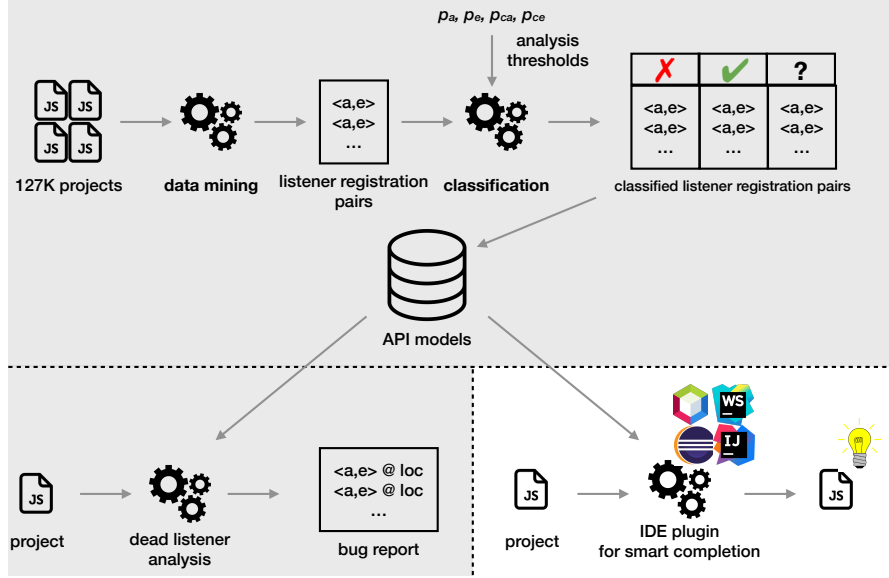 pa, pe, pca, pce
analysis
thresholds
JS JS
JS JS
<a,e>
<a,e>
...
✗ ✓ ?
<a,e> <a,e> <a,e>
<a,e> <a,e> <a,e>
... ... ...
127K projects
data mining
listener registration
pairs
classification
classified listener registration pairs
API models
JS
project
dead listener
analysis
<a,e> @ loc
<a,e> @ loc
...
bug report
WS
IJ
JS
project
IDE plugin
for smart completion
JS